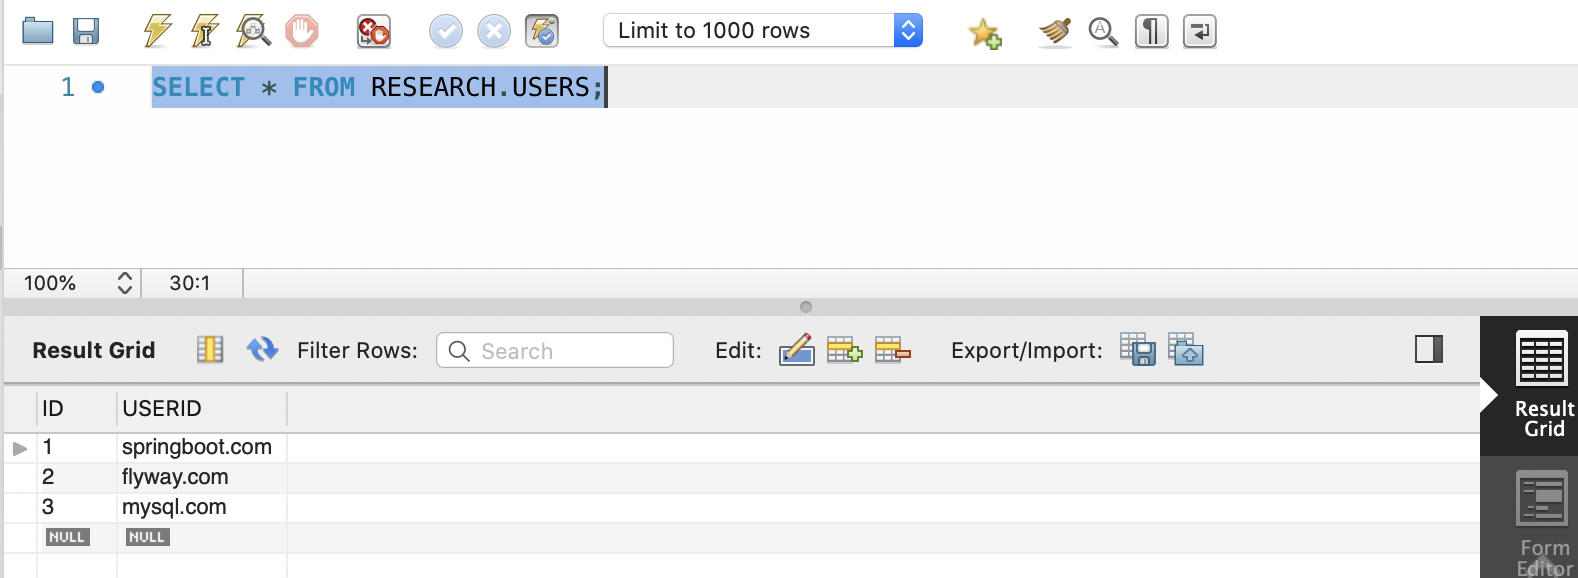 Limit to 1000 rows
1 SELECT * FROM RESEARCH.USERS;
100% 30:1
Result Grid Filter Rows: Search Edit: Export/Import:
Result
Grid
ID USERID
1 springboot.com
2 flyway.com
3 mysql.com
NULL NULL
Form
Editor